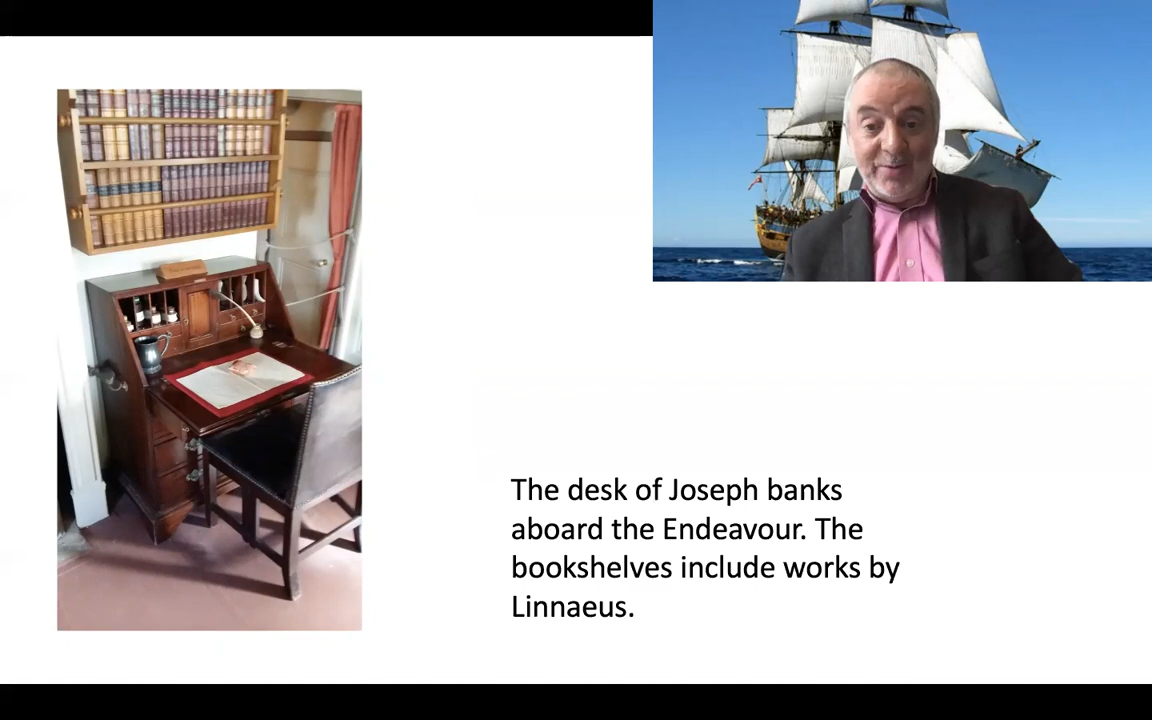 The desk of Joseph banks
aboard the Endeavour. The
bookshelves include works by
Linnaeus.